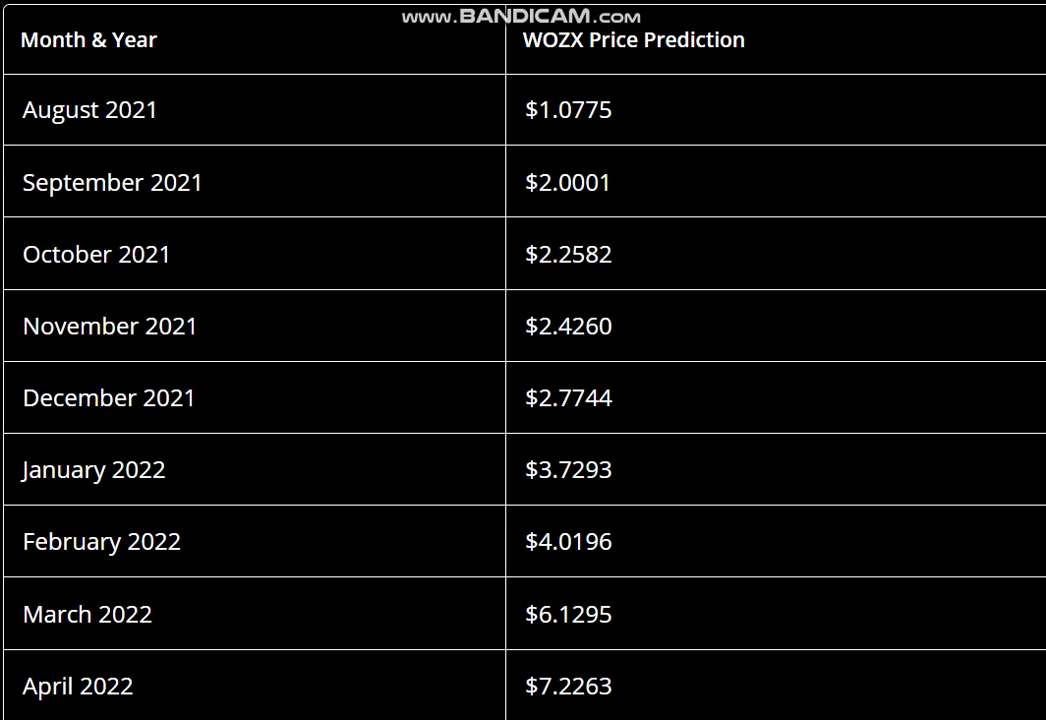 www.BANDICAM.com
Month & Year WOZX Price Prediction
August 2021 $1.0775
September 2021 $2.0001
October 2021 $2.2582
November 2021 $2.4260
December 2021 $2.7744
January 2022 $3.7293
February 2022 $4.0196
March 2022 $6.1295
April 2022 $7.2263